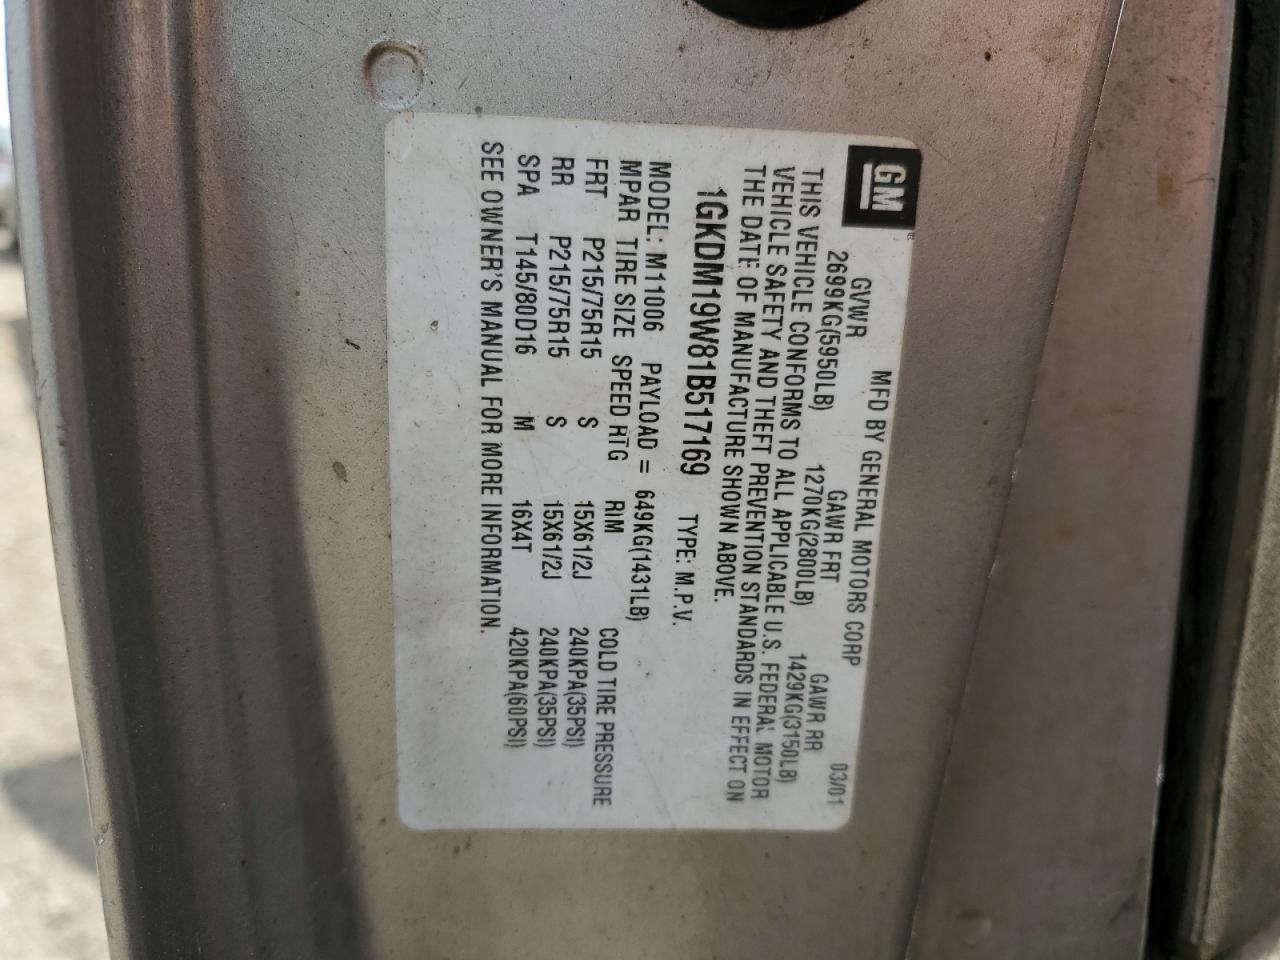 GM
MFD BY GENERAL MOTORS CORP 03/01
GVWR GAWR FRT GAWR RR
2699KG(5950LB) 1270KG(2800LB) 1429KG(3150LB)
THIS VEHICLE CONFORMS TO ALL APPLICABLE U.S. FEDERAL MOTOR
VEHICLE SAFETY AND THEFT PREVENTION STANDARDS IN EFFECT ON
THE DATE OF MANUFACTURE SHOWN ABOVE.
1GKDM19W81B517169 TYPE: M.P.V.
MODEL: M11006 PAYLOAD = 649KG(1431LB)
MPAR TIRE SIZE SPEED RTG RIM COLD TIRE PRESSURE
FRT P215/75R15 S 15X61/2J 240KPA(35PSI)
RR P215/75R15 S 15X61/2J 240KPA(35PSI)
SPA T145/80D16 M 16X4T 420KPA(60PSI)
SEE OWNER'S MANUAL FOR MORE INFORMATION.